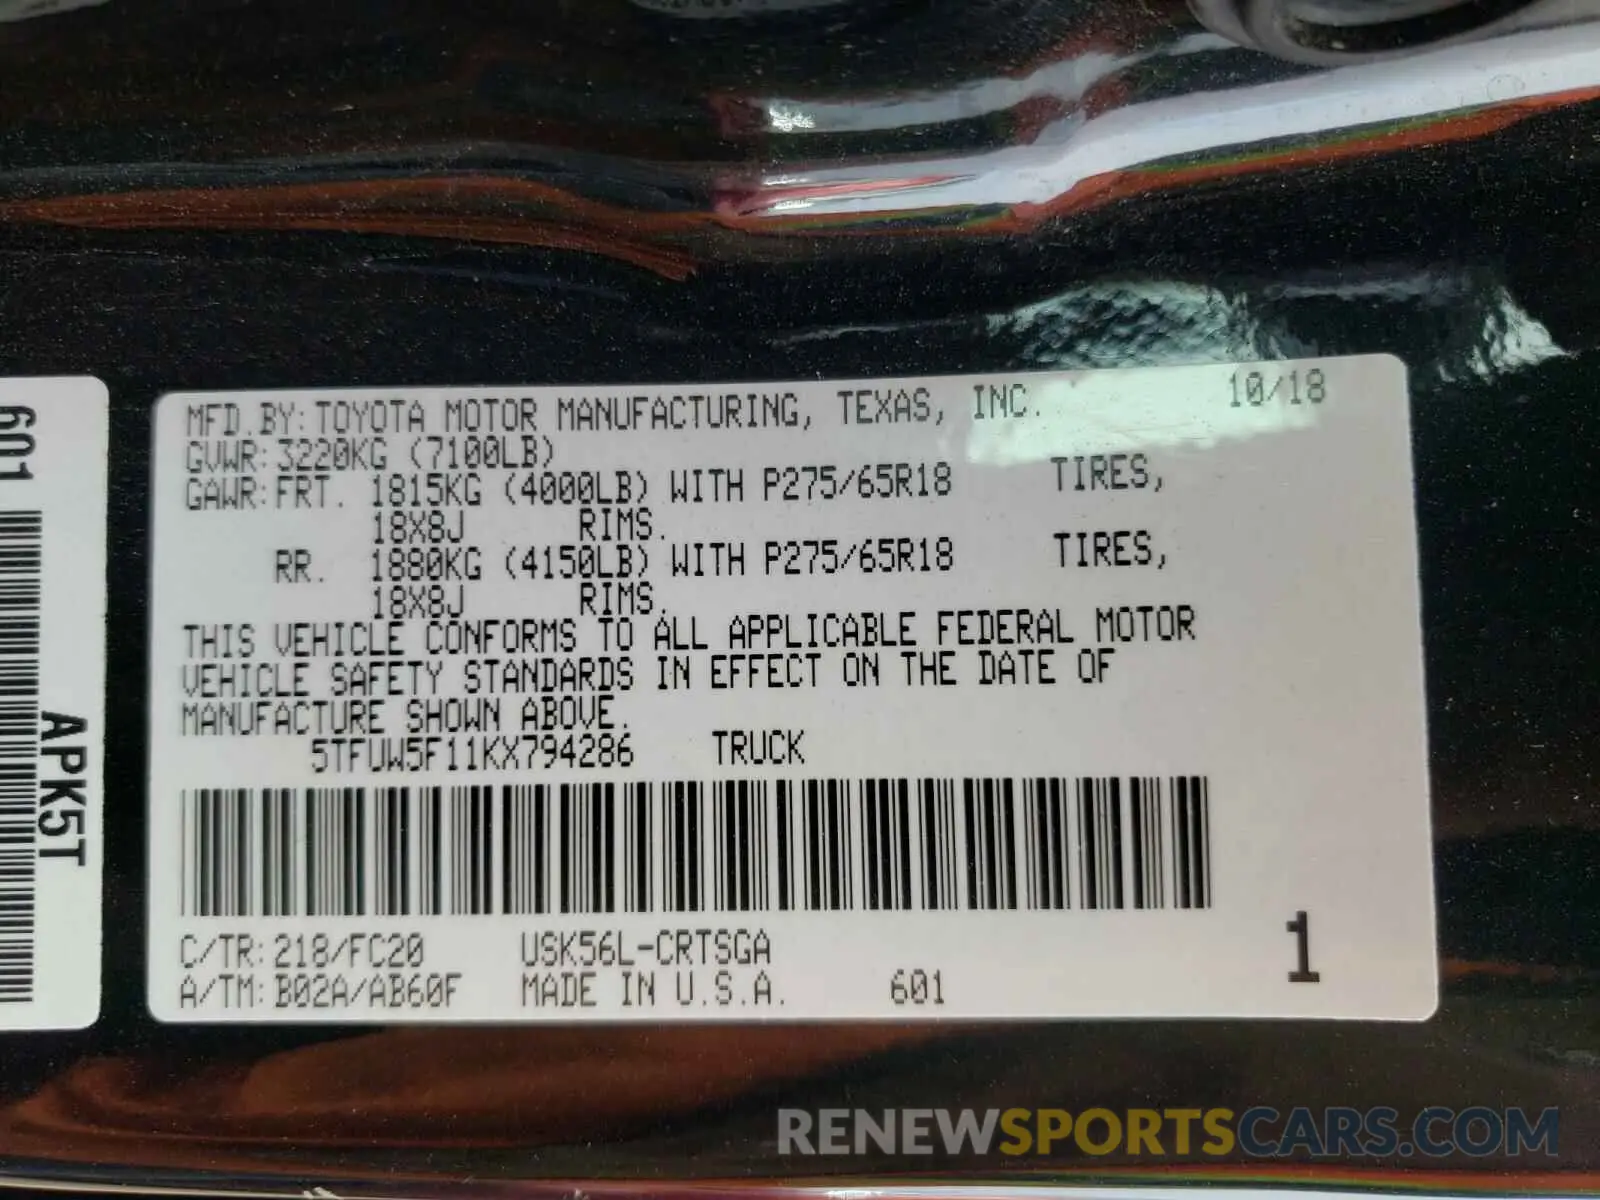 601
APK5T
MFD.BY: TOYOTA MOTOR MANUFACTURING, TEXAS, INC. 10/18
GVWR: 3220KG (7100LB)
GAWR: FRT. 1815KG (4000LB) WITH P275/65R18 TIRES,
18X8J RIMS.
RR. 1880KG (4150LB) WITH P275/65R18 TIRES,
18X8J RIMS.
THIS VEHICLE CONFORMS TO ALL APPLICABLE FEDERAL MOTOR
VEHICLE SAFETY STANDARDS IN EFFECT ON THE DATE OF
MANUFACTURE SHOWN ABOVE.
5TFUW5F11KX794286 TRUCK
C/TR: 218/FC20 USK56L-CRTSGA
A/TM: B02A/AB60F MADE IN U.S.A. 601
1
RENEWSPORTSCARS.COM